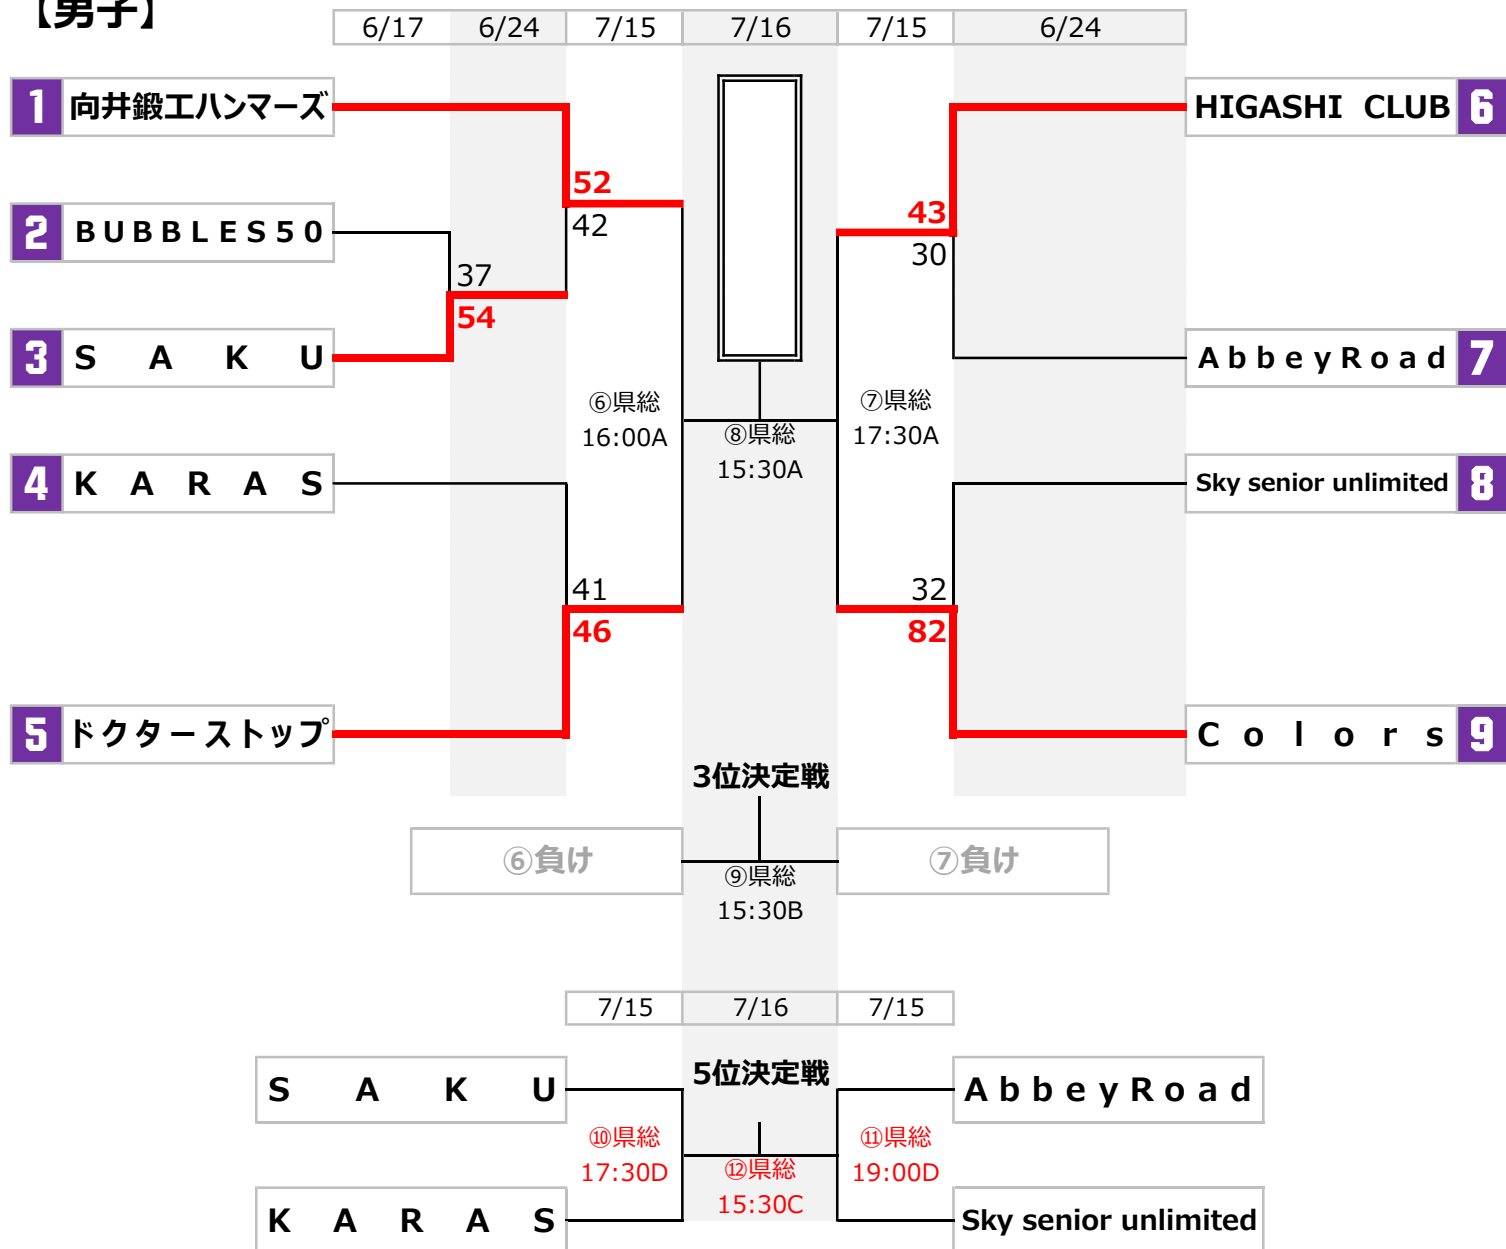 【男子】
6/17 6/24 7/15 7/16 7/15 6/24
1 向井鍛工ハンマーズ
HIGASHI CLUB 6
52
42
43
30
2 BUBBLES50
37
54
3 SAKU
AbbeyRoad 7
⑥県総
16:00A
⑧県総
15:30A
⑦県総
17:30A
4 KARAS
Sky senior unlimited 8
41
46
32
82
5 ドクターストップ
Colors 9
3位決定戦
⑥負け
⑦負け
⑨県総
15:30B
7/15 7/16 7/15
5位決定戦
SAKU
AbbeyRoad
⑩県総
17:30D
⑫県総
15:30C
⑪県総
19:00D
KARAS
Sky senior unlimited